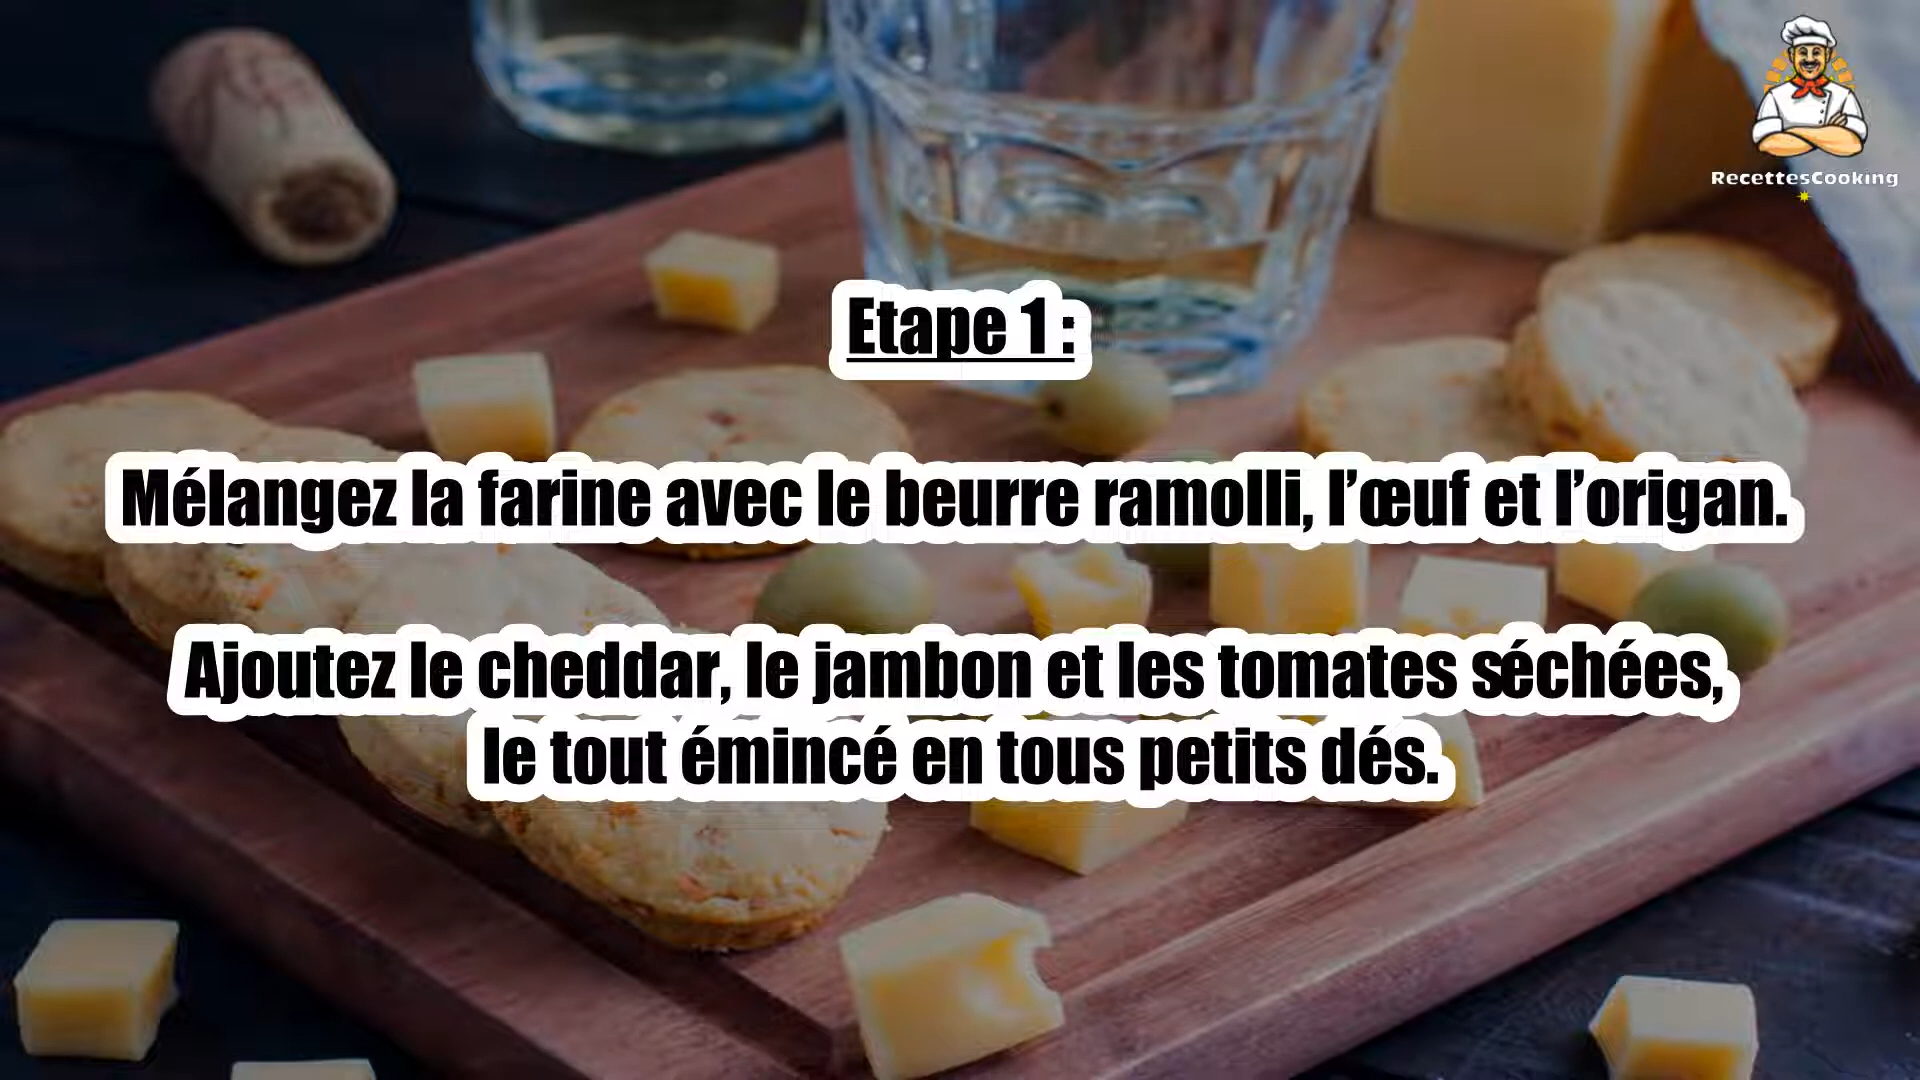 RecettesCooking
Etape 1 :
Mélangez la farine avec le beurre ramolli, l’œuf et l’origan.
Ajoutez le cheddar, le jambon et les tomates séchées,
le tout émincé en tous petits dés.